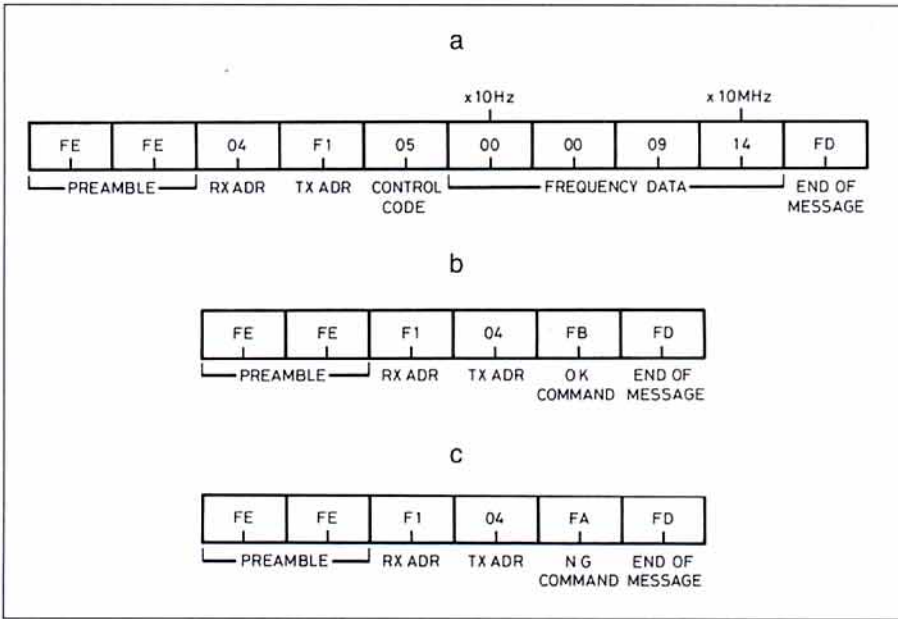 a
x10Hz x10MHz
FE FE 04 F1 05 00 00 09 14 FD
PREAMBLE RX ADR TX ADR CONTROL CODE FREQUENCY DATA END OF MESSAGE
b
FE FE F1 04 FB FD
PREAMBLE RX ADR TX ADR OK COMMAND END OF MESSAGE
c
FE FE F1 04 FA FD
PREAMBLE RX ADR TX ADR NG COMMAND END OF MESSAGE